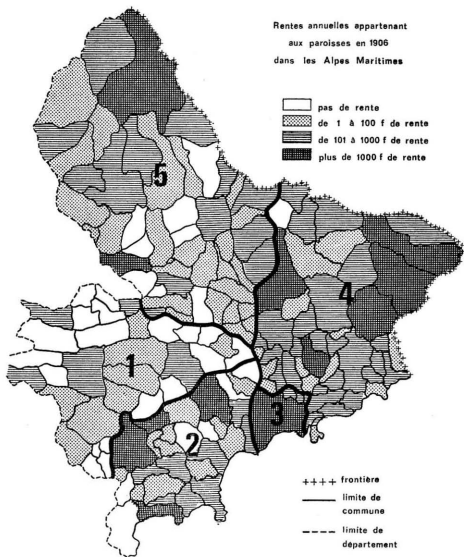 Rentes annuelles appartenant
aux paroisses en 1906
dans les Alpes Maritimes
pas de rente
de 1 à 100 f de rente
de 101 à 1000 f de rente
plus de 1000 f de rente
5
4
1
3
2
++++ frontière
limite de
commune
limite de
département